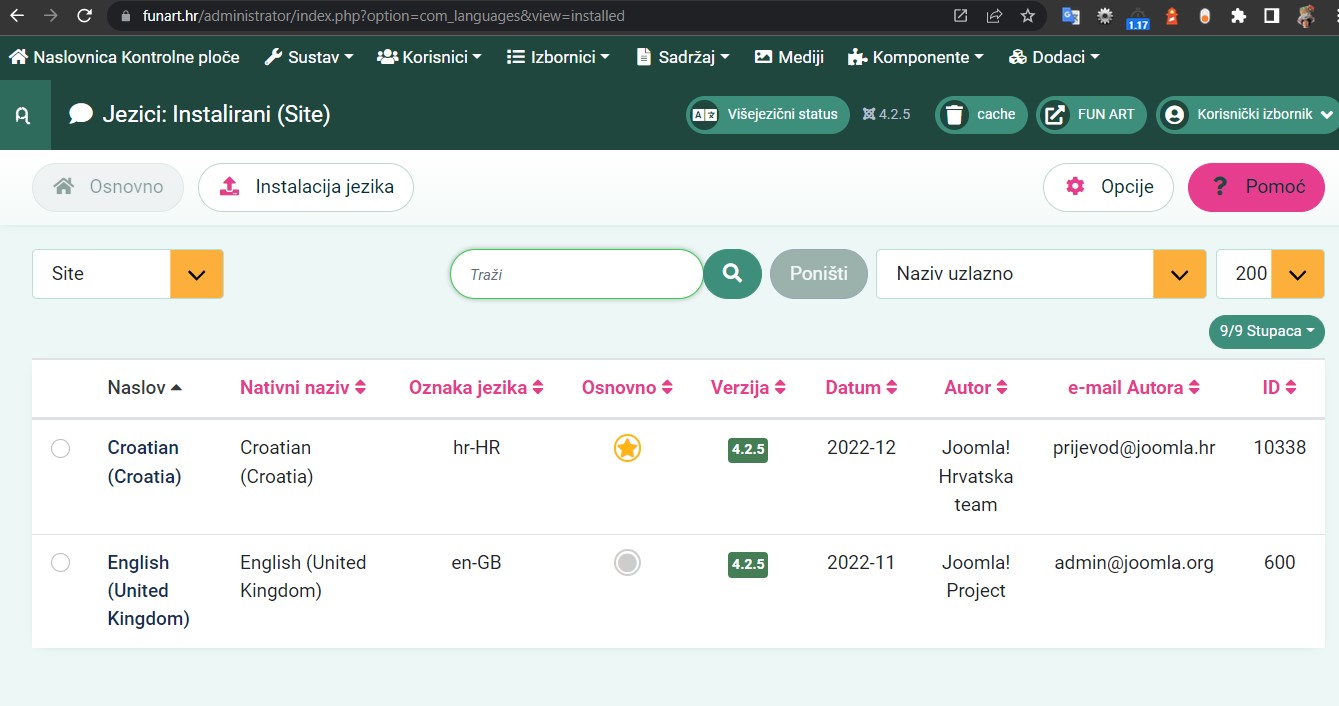 funart.hr/administrator/index.php?option=com_languages&view=installed
1.17
Naslovnica Kontrolne ploče Sustav Korisnici Izbornici Sadržaj Mediji Komponente Dodaci
Jezici: Instalirani (Site) Višejezični status 4.2.5 cache FUN ART Korisnički izbornik
Osnovno Instalacija jezika Opcije ? Pomoć
Site Traži Poništi Naziv uzlazno 200
9/9 Stupaca
Naslov Nativni naziv Oznaka jezika Osnovno Verzija Datum Autor e-mail Autora ID
Croatian Croatian hr-HR 4.2.5 2022-12 Joomla! prijevod@joomla.hr 10338
(Croatia) (Croatia) Hrvatska
team
English English (United en-GB 4.2.5 2022-11 Joomla! admin@joomla.org 600
(United Kingdom) Project
Kingdom)